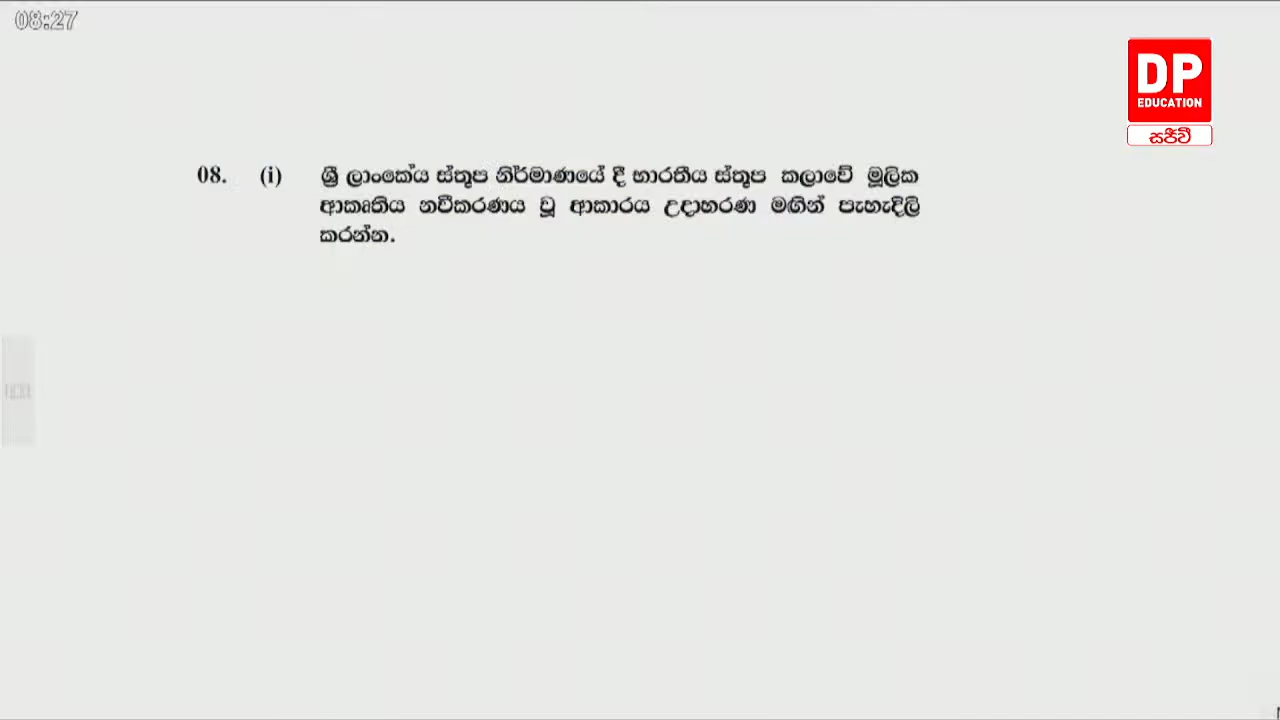 08:27
DP
EDUCATION
සජීවී
08. (i) ශ්‍රී ලාංකේය ස්තූප නිර්මාණයේ දී භාරතීය ස්තූප කලාවේ මූලික
ආකෘතිය නවීකරණය වූ ආකාරය උදාහරණ මඟින් පැහැදිලි
කරන්න.